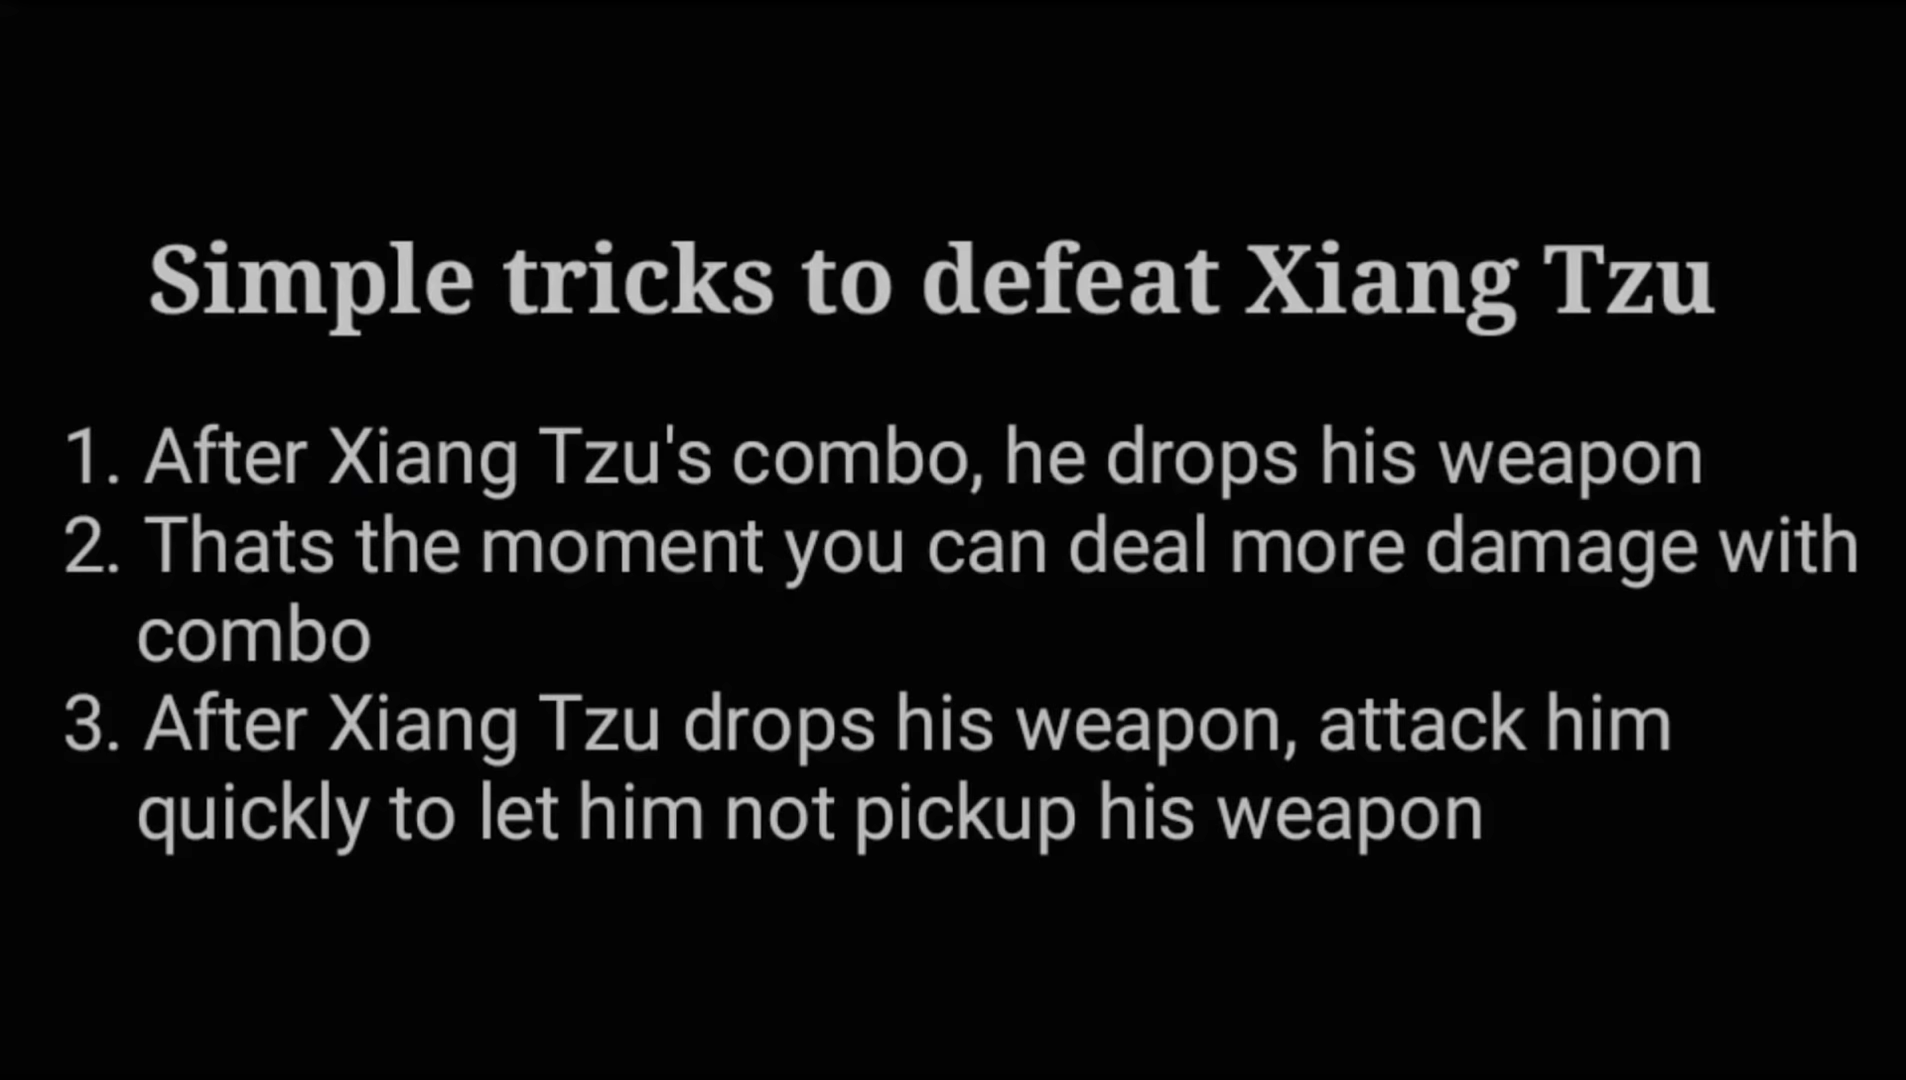 Simple tricks to defeat Xiang Tzu
1. After Xiang Tzu's combo, he drops his weapon
2. Thats the moment you can deal more damage with
combo
3. After Xiang Tzu drops his weapon, attack him
quickly to let him not pickup his weapon